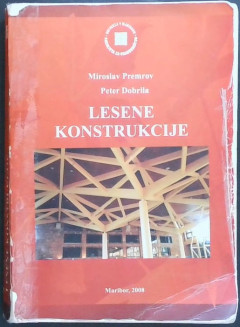 Miroslav Premrov
Peter Dobrila
LESENE
KONSTRUKCIJE
Maribor, 2008